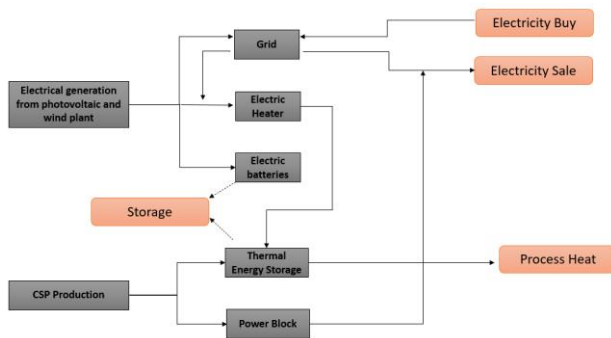 Electricity Buy
Grid
Electricity Sale
Electrical generation
from photovoltaic and
wind plant
Electric
Heater
Electric
batteries
Storage
Thermal
Energy Storage
Process Heat
CSP Production
Power Block